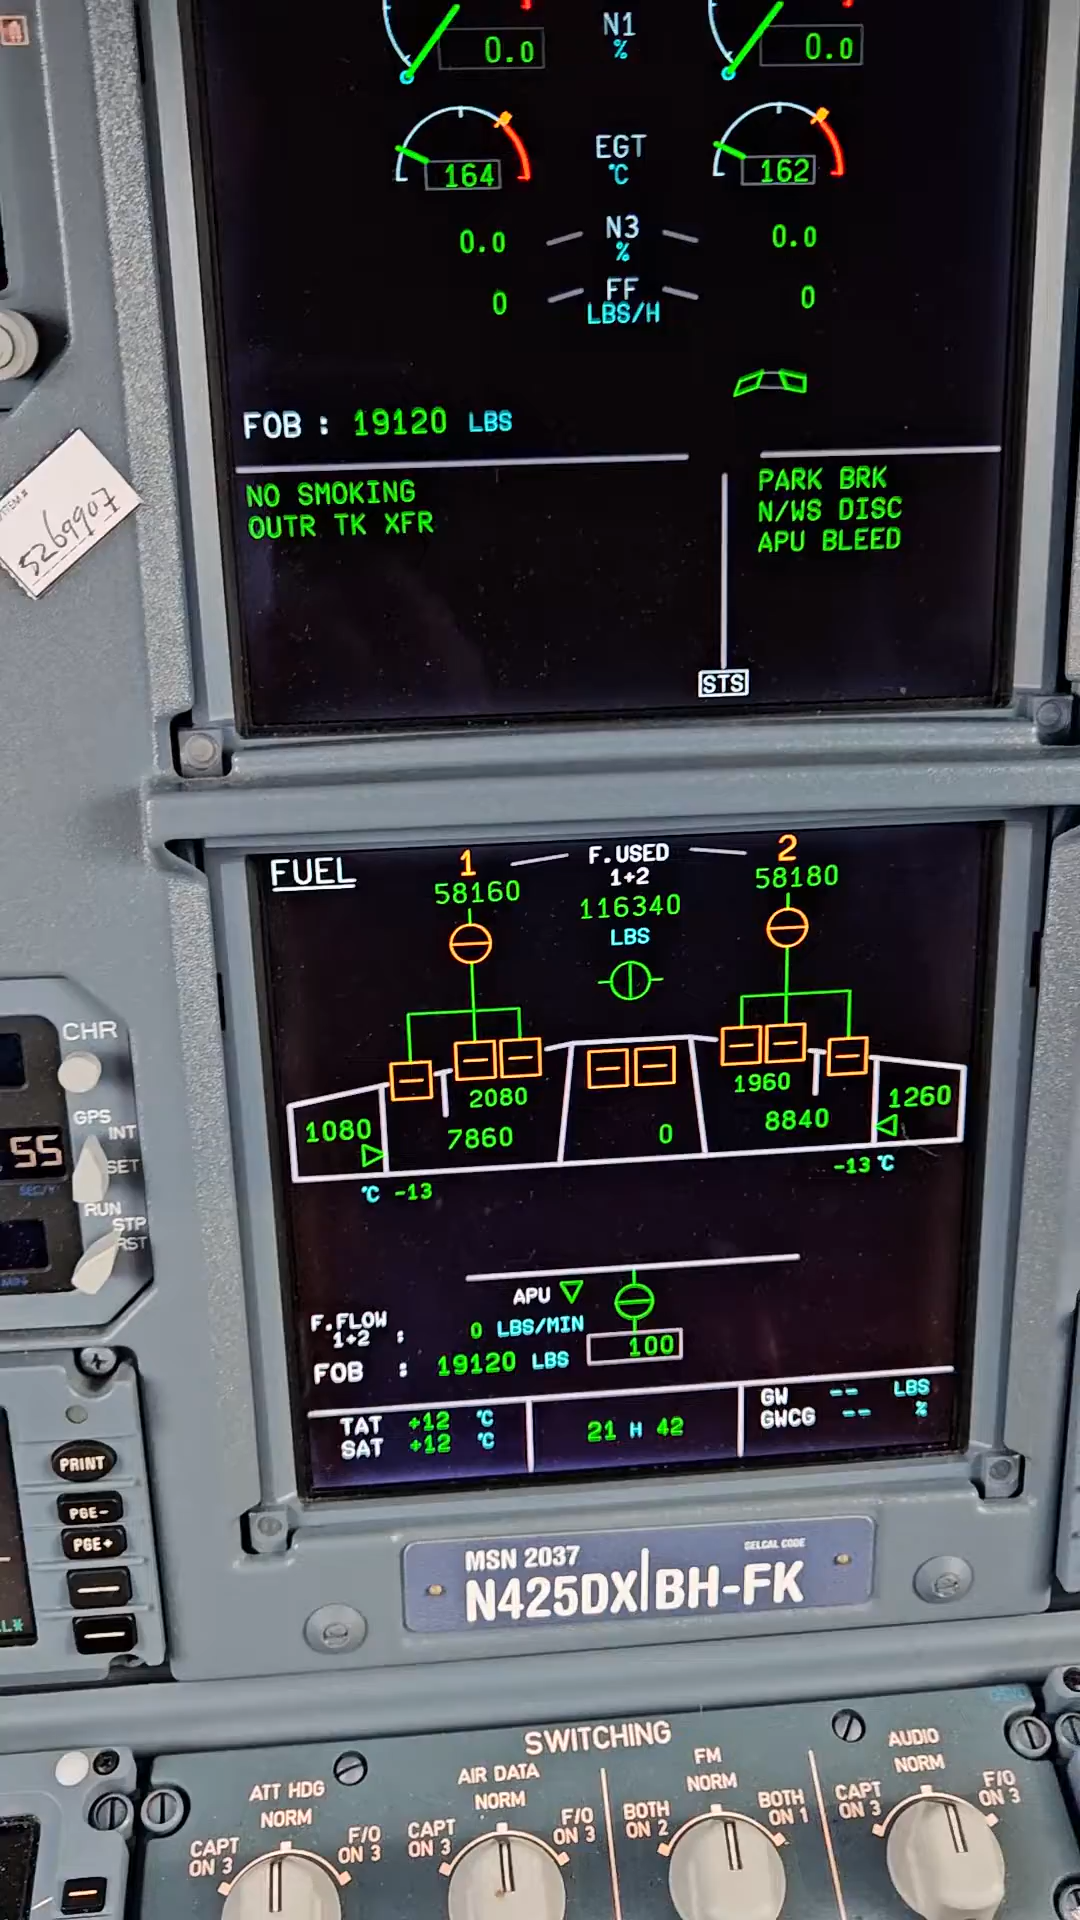 0.0 N1 0.0
%
EGT
164 °C 162
0.0 N3 0.0
%
0 FF 0
LBS/H
FOB : 19120 LBS
NO SMOKING
OUTR TK XFR
PARK BRK
N/WS DISC
APU BLEED
STS
ITEM#
5269907
FUEL
1 F.USED 2
58160 1+2 58180
116340
LBS
2080 1960
1080 7860 0 8840 1260
°C -13 -13 °C
APU
F.FLOW
1+2 : 0 LBS/MIN
100
FOB : 19120 LBS
TAT +12 °C
SAT +12 °C
21 H 42
GW -- LBS
GWCG -- %
CHR
GPS
INT
SET
55
RUN
STP
RST
PRINT
PGE-
PGE+
MSN 2037
SELCAL CODE
N425DX|BH-FK
SWITCHING
ATT HDG
NORM
CAPT
ON 3
F/O
ON 3
AIR DATA
NORM
CAPT
ON 3
F/O
ON 3
FM
NORM
BOTH
ON 2
BOTH
ON 1
AUDIO
NORM
CAPT
ON 3
F/O
ON 3